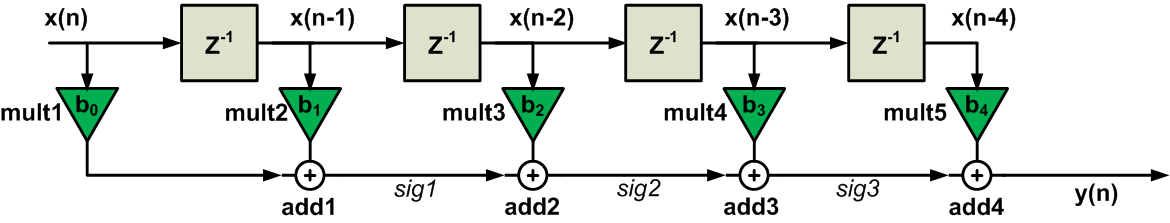 x(n) x(n-1) x(n-2) x(n-3) x(n-4)
Z⁻¹ Z⁻¹ Z⁻¹ Z⁻¹
mult1 b₀ mult2 b₁ mult3 b₂ mult4 b₃ mult5 b₄
+ + + +
sig1 sig2 sig3 y(n)
add1 add2 add3 add4